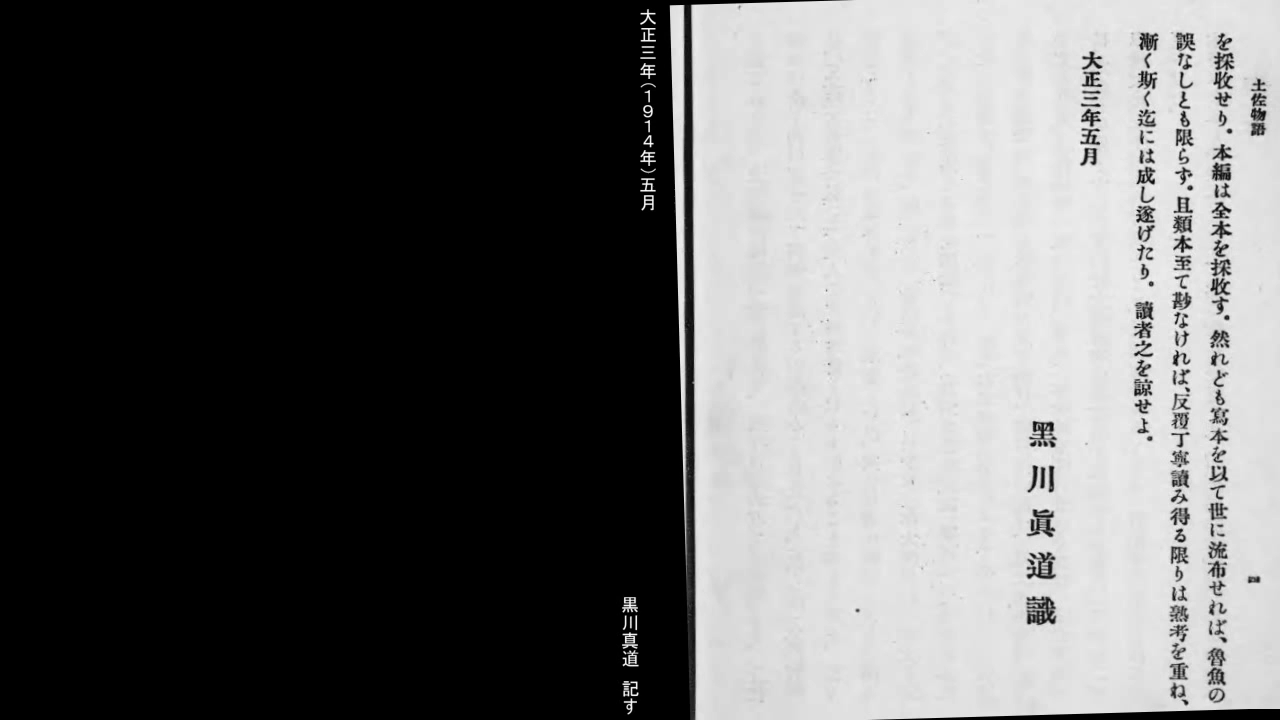 土佐物語
四
を採收せり。本編は全本を採收す。然れども寫本を以て世に流布せれば、魯魚の
誤なしとも限らず。且類本至て尠なければ、反覆丁寧讀み得る限りは熟考を重ね、
漸く斯く迄には成し遂げたり。讀者之を諒せよ。
大正三年五月
黑川眞道識
大正三年（１９１４年）五月
黒川真道　記す